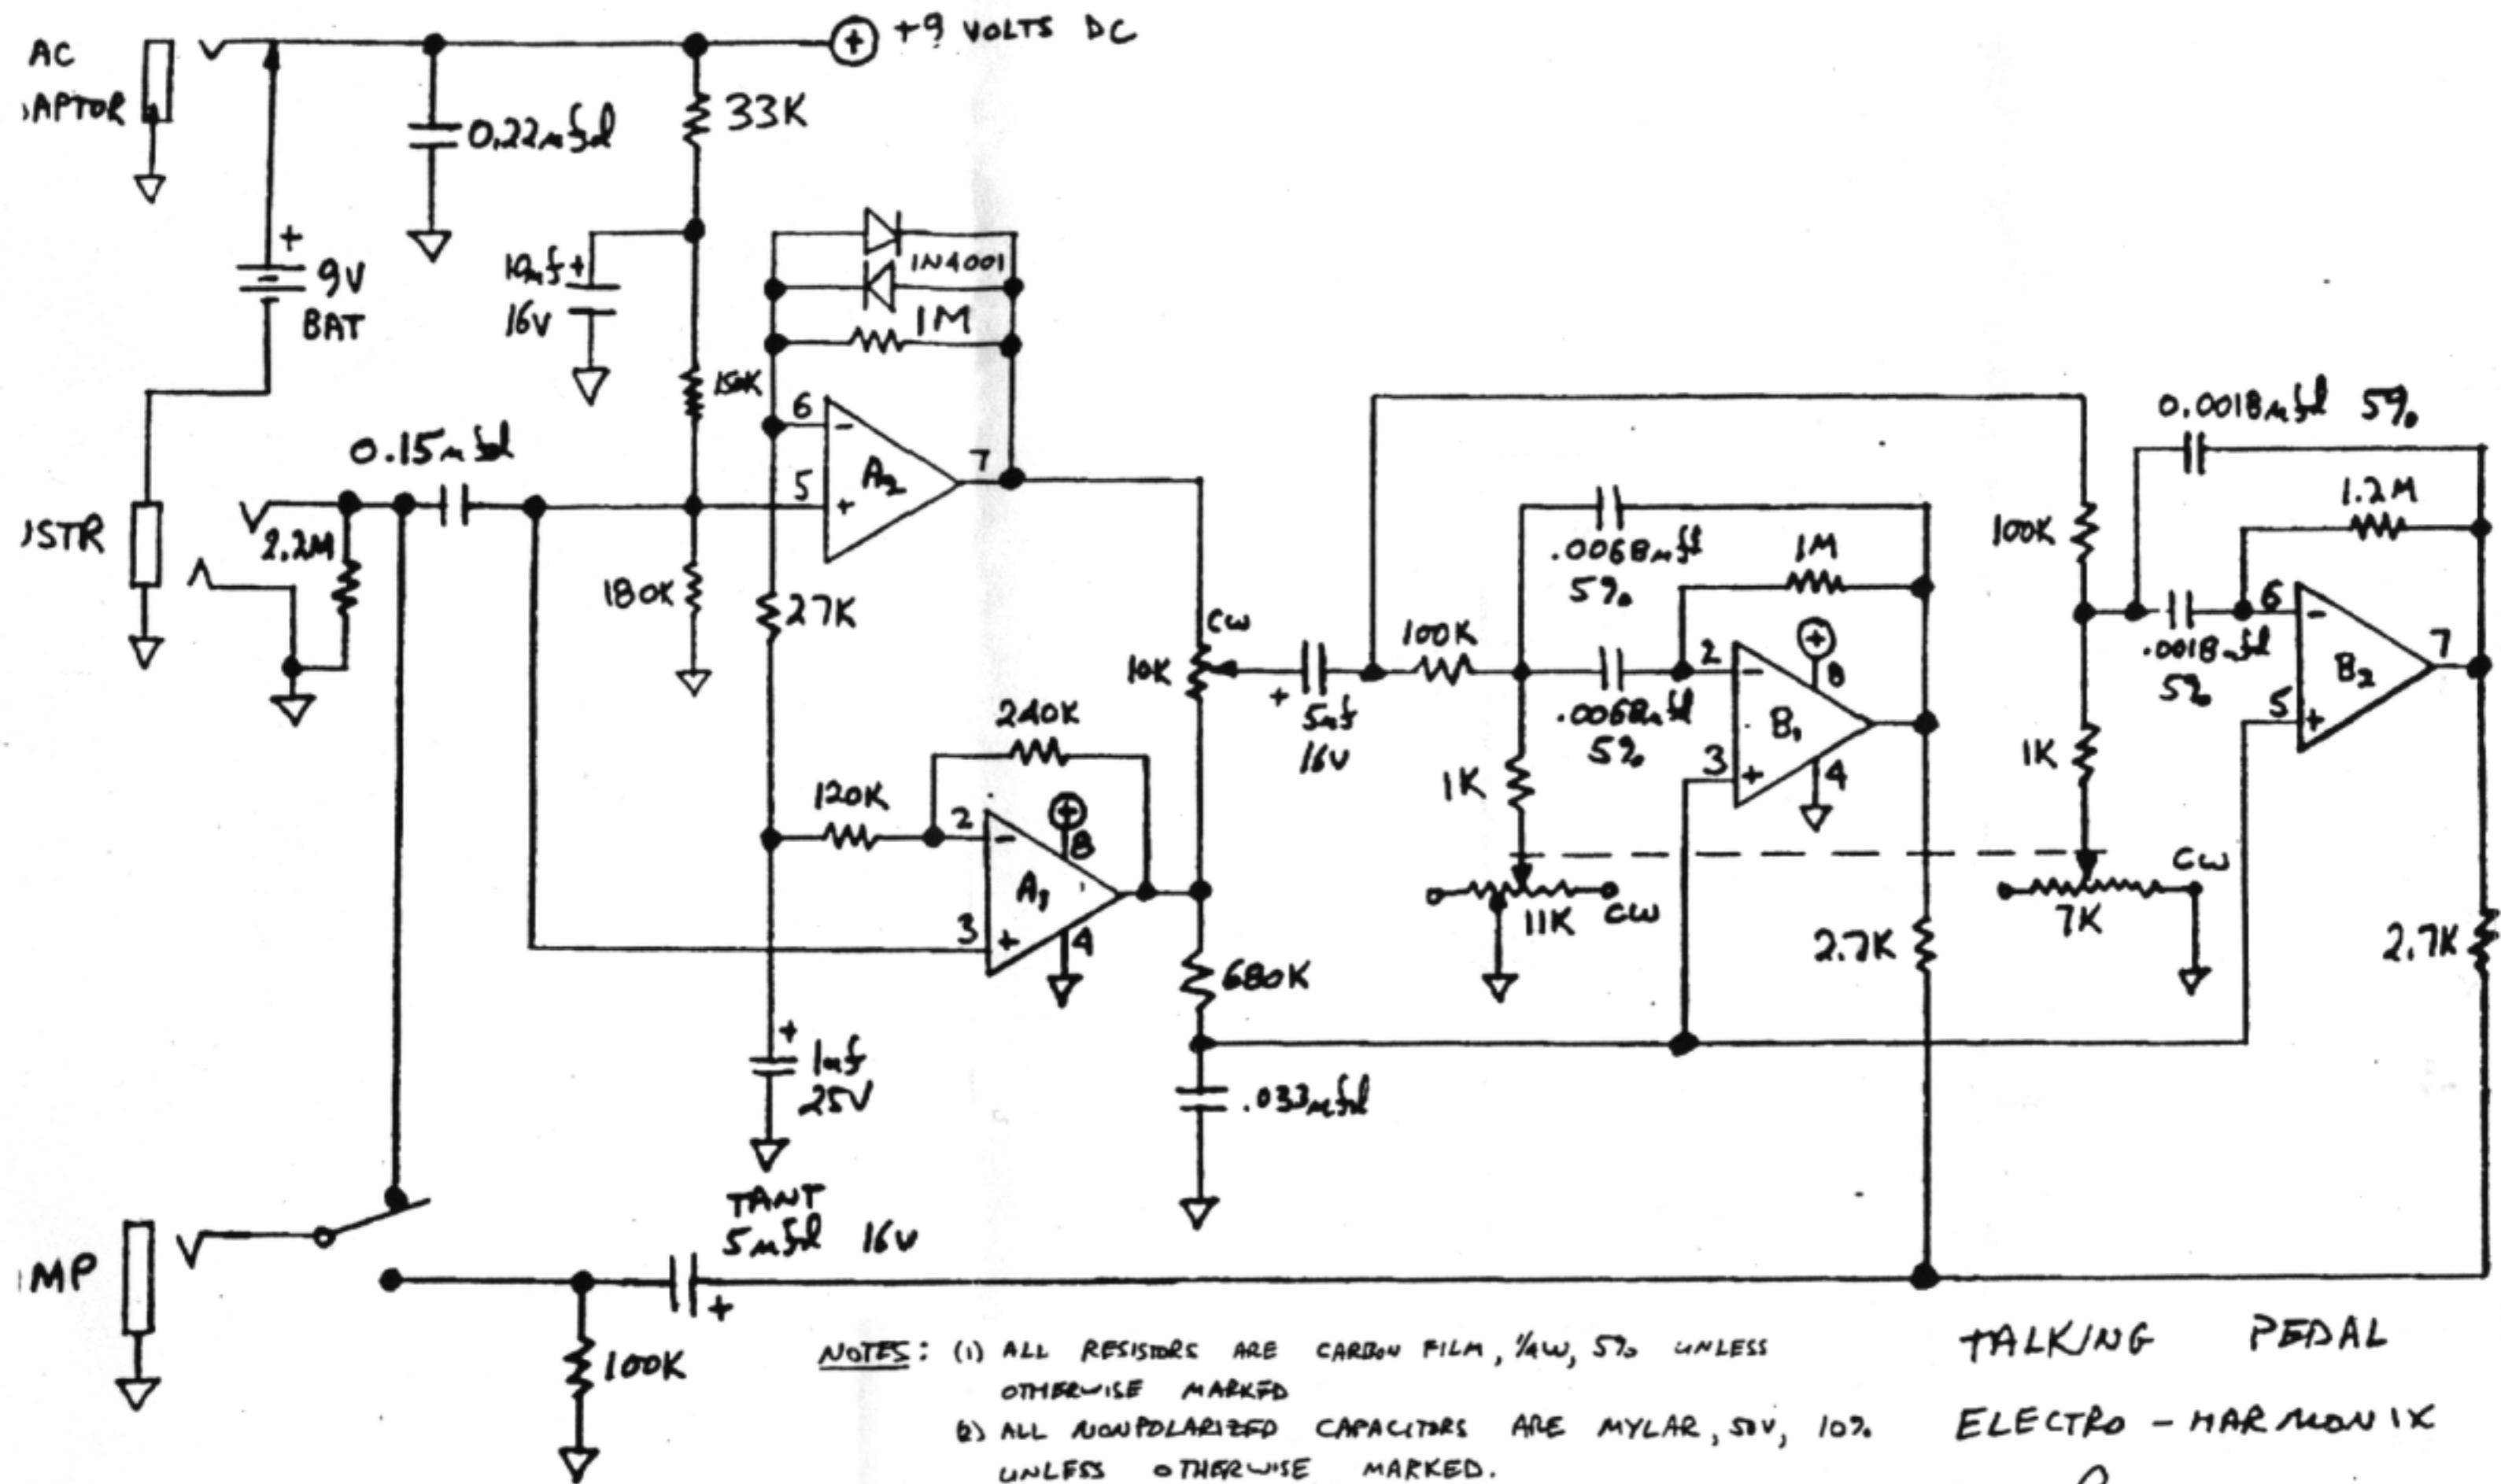 +9 VOLTS DC
AC
APTOR
33K
0.22mfd
1N4001
10mf +
16V
+
9V
BAT
1M
150K
0.0018mfd 5%
6
-
0.15mfd
5
+
A2
7
1.2M
STR
2.2M
100K
.0068mfd
5%
1M
180K
27K
CW
10K
100K
+ 5mf
16V
.0068mfd
5%
2
-
+
8
B1
3
+
4
.0018mfd
5%
6
-
7
B2
5
+
240K
1K
1K
120K
2
-
+
8
A1
3
+
4
11K CW
7K
CW
680K
2.7K
2.7K
+
1mf
25V
.033mfd
TANT
5mfd 16V
+
MP
100K
NOTES: (1) ALL RESISTORS ARE CARBON FILM, 1/4W, 5% UNLESS
OTHERWISE MARKED
(2) ALL NONPOLARIZED CAPACITORS ARE MYLAR, 50V, 10%
UNLESS OTHERWISE MARKED.
TALKING PEDAL
ELECTRO-HARMONIX